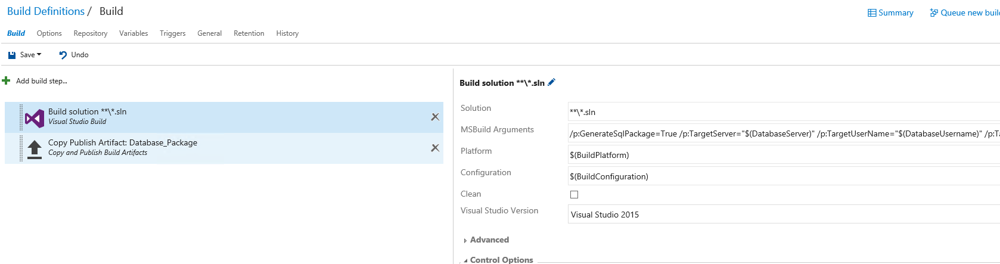 Build Definitions / Build
Summary Queue new buil
Build Options Repository Variables Triggers General Retention History
Save Undo
Add build step...
Build solution **\*.sln
Visual Studio Build
Copy Publish Artifact: Database_Package
Copy and Publish Build Artifacts
Build solution **\*.sln
Solution **\*.sln
MSBuild Arguments /p:GenerateSqlPackage=True /p:TargetServer="$(DatabaseServer)" /p:TargetUserName="$(DatabaseUsername)" /p:Ta
Platform $(BuildPlatform)
Configuration $(BuildConfiguration)
Clean
Visual Studio Version Visual Studio 2015
Advanced
Control Options